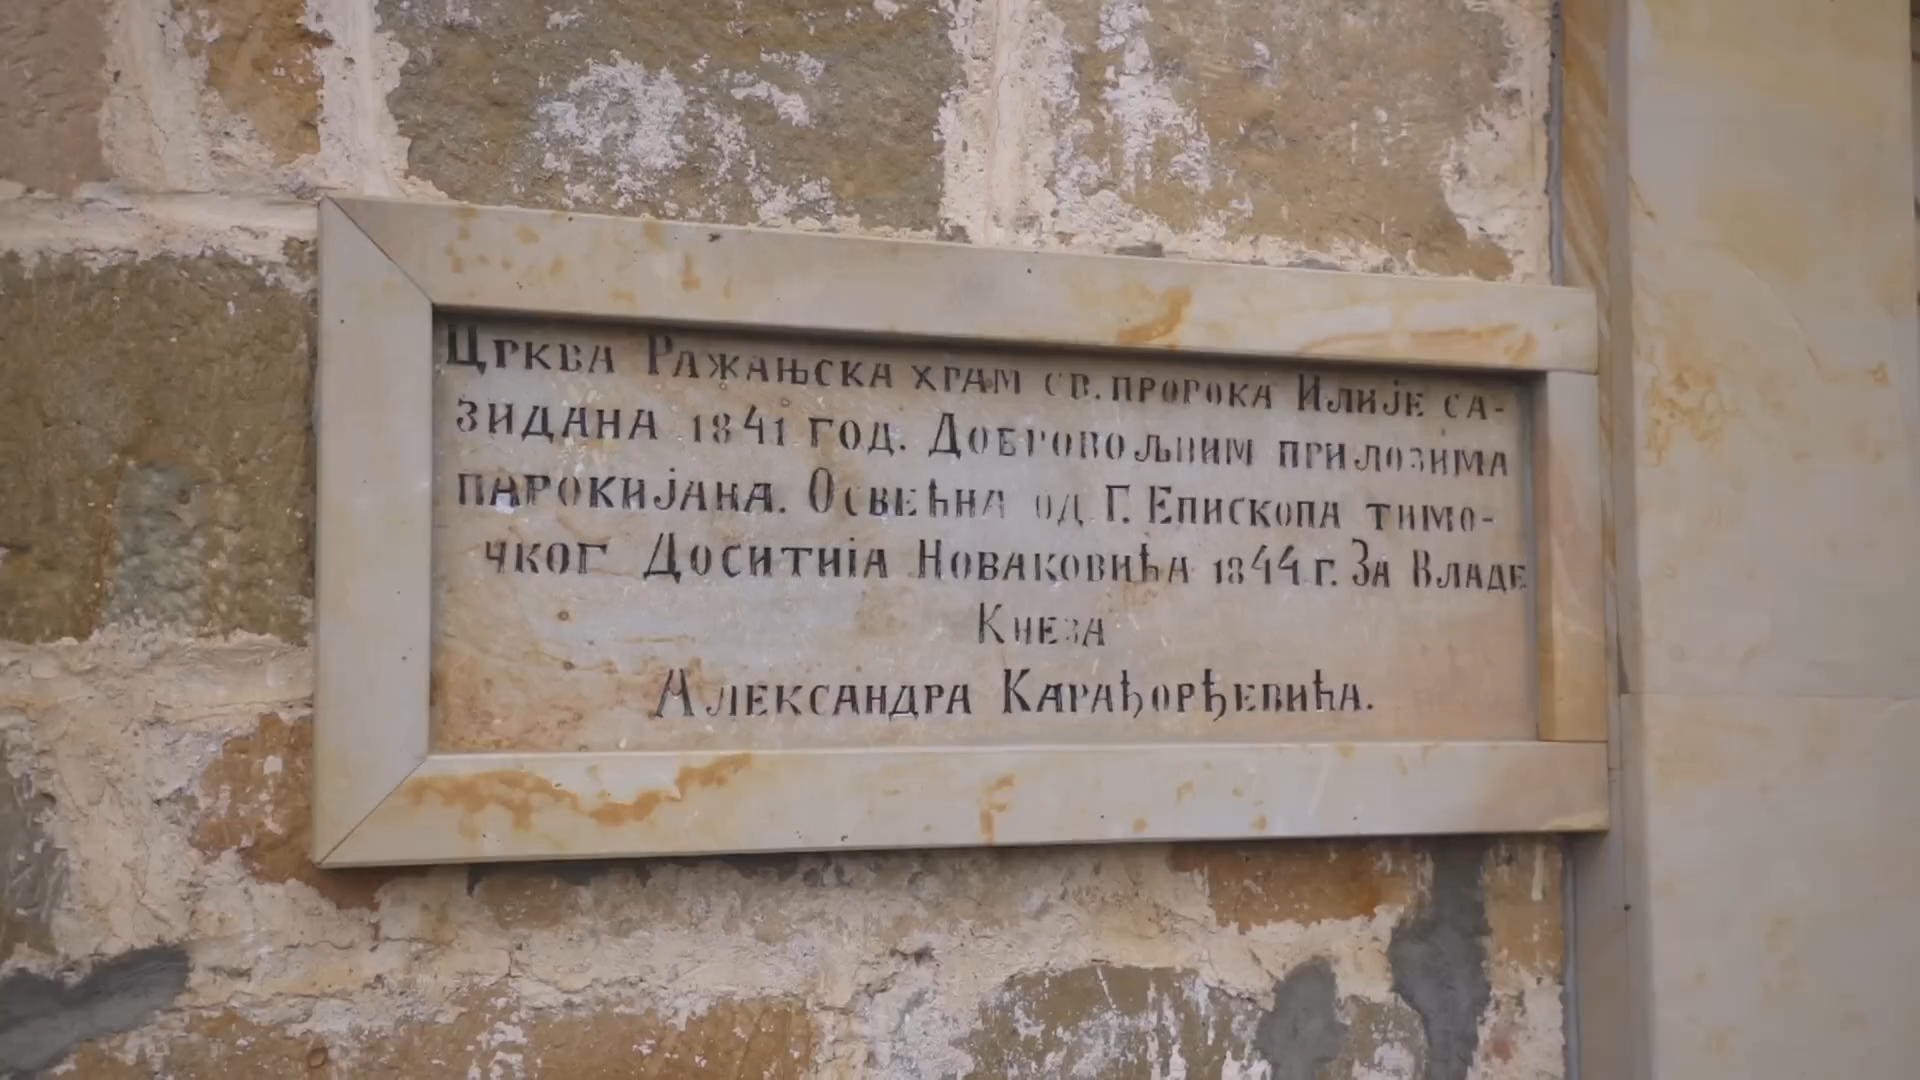 Црква Ражањска храм св. пророка Илије са-
зидана 1841 год. Добровољним прилозима
парокијана. Освећна од Г. Епископа тимо-
чког Доситија Новаковића 1844 г. За Владе
Кнеза
Александра Карађорђевића.